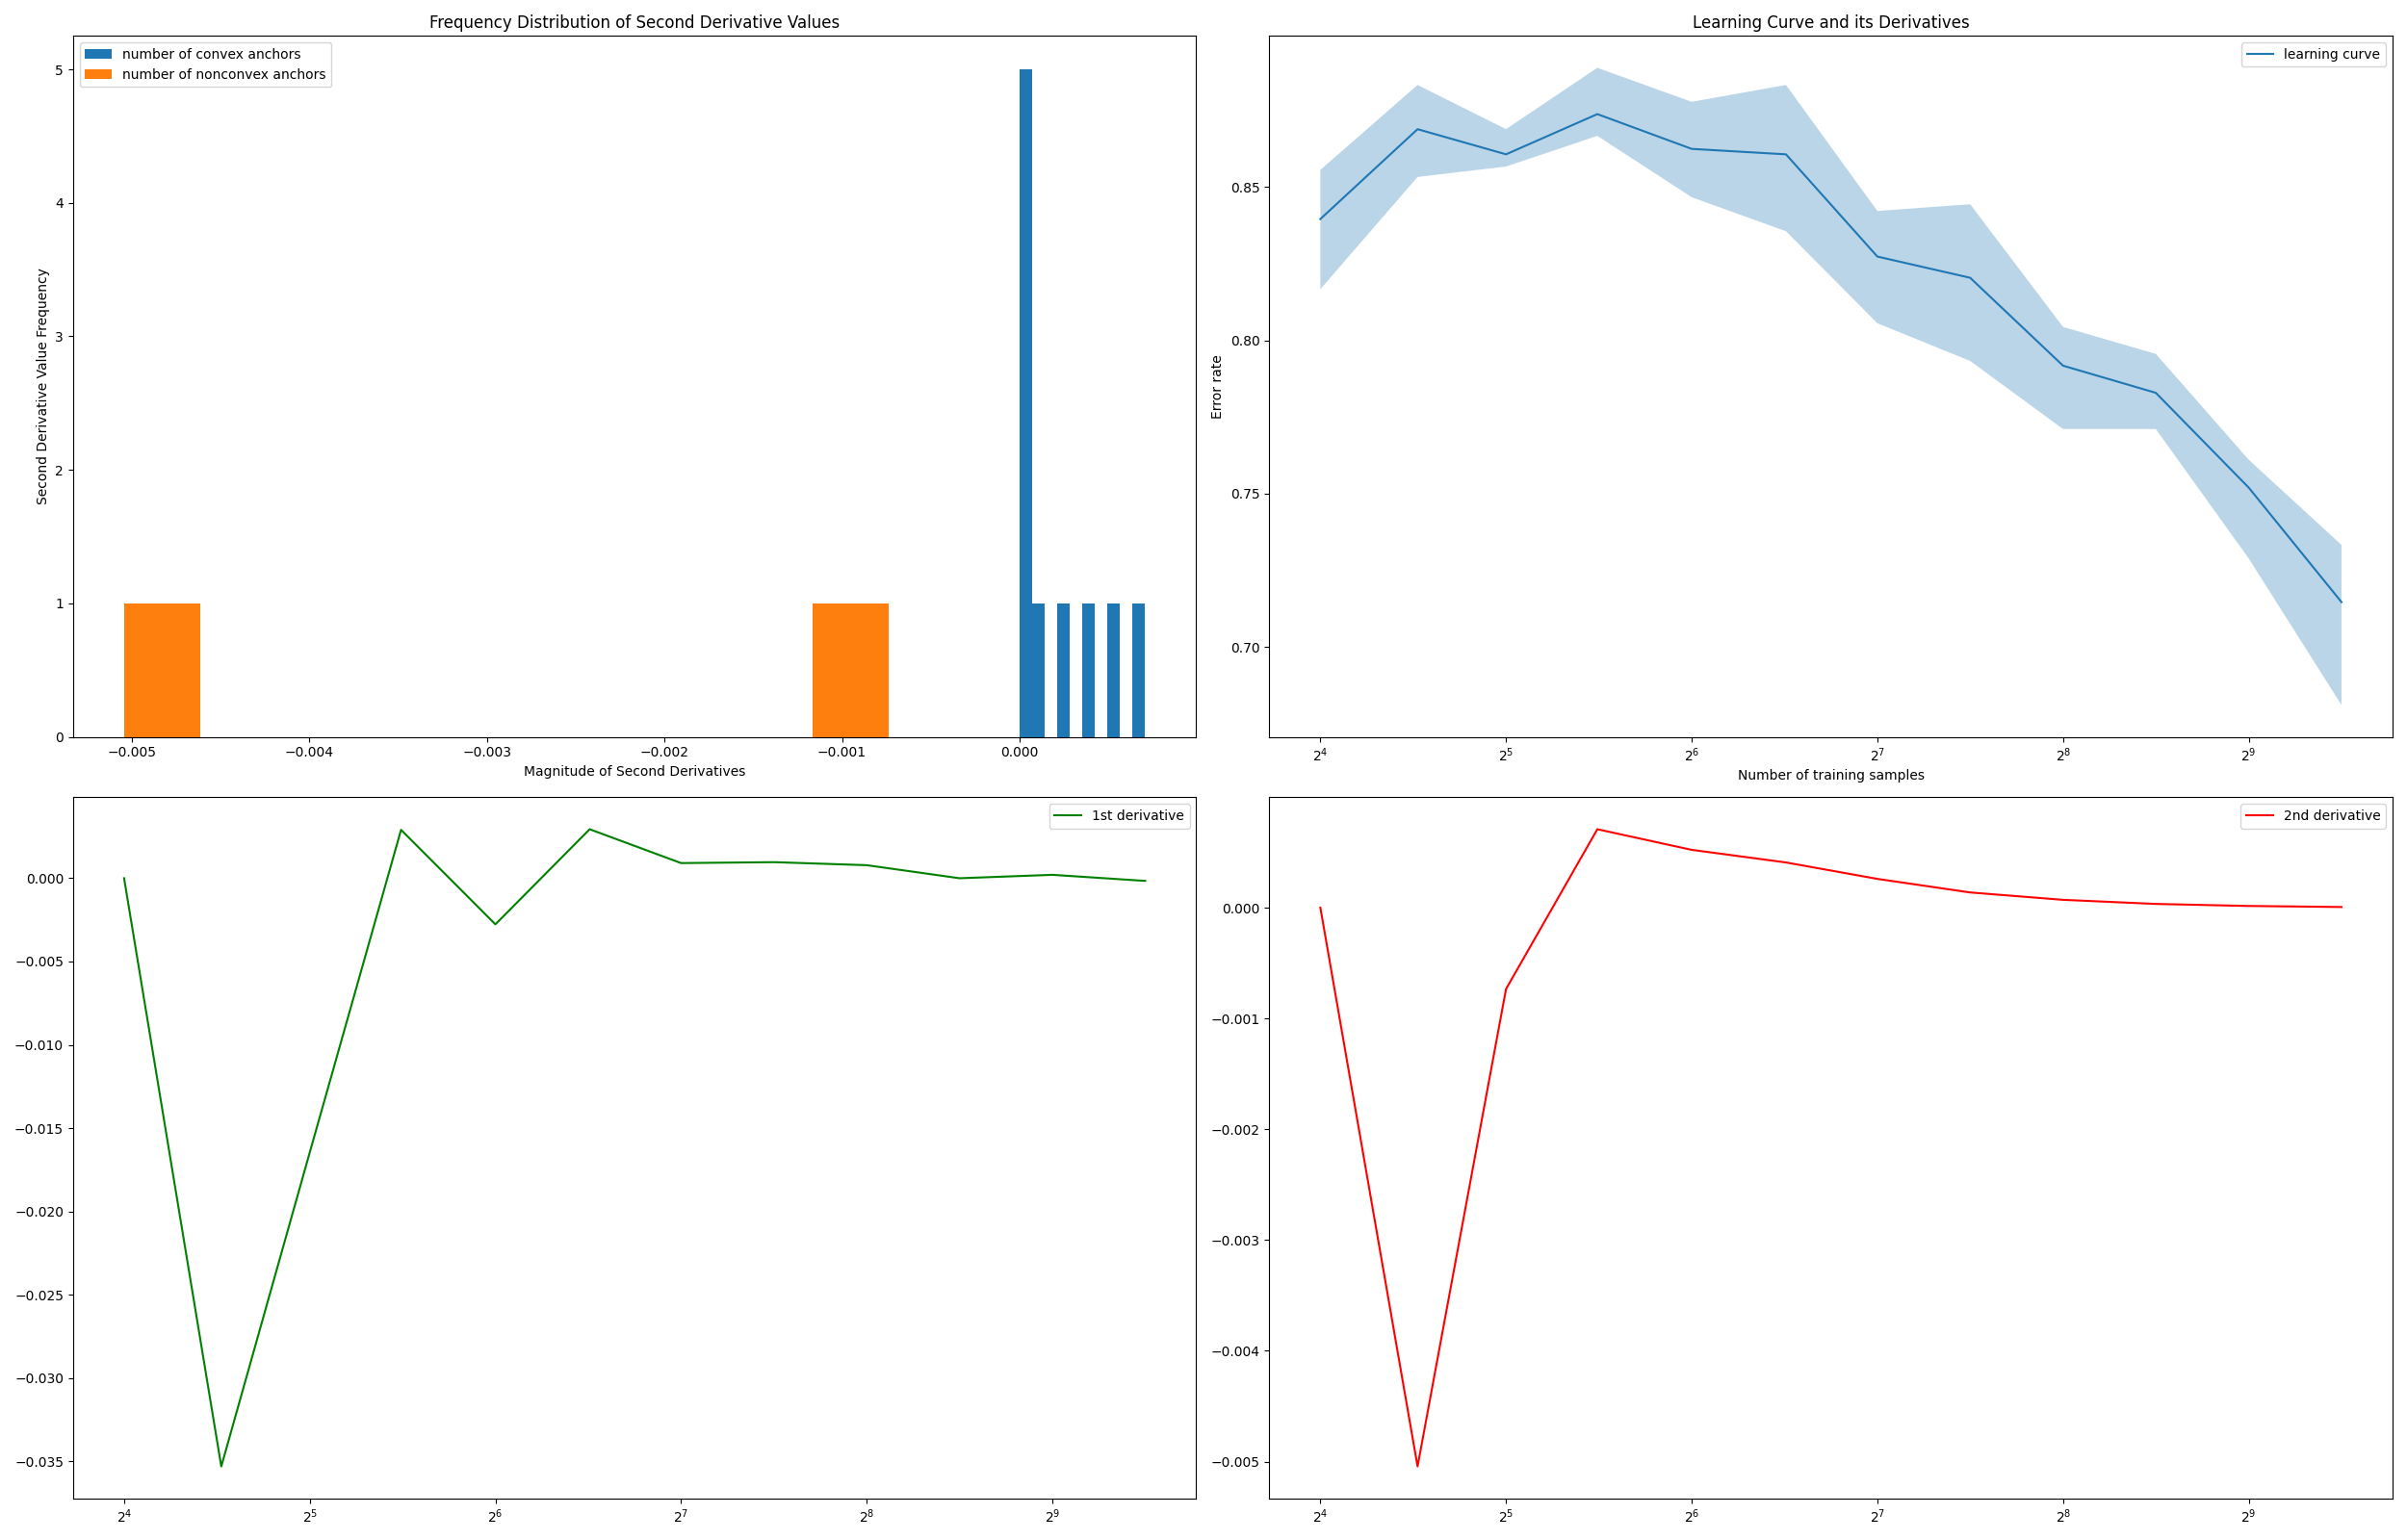 Frequency Distribution of Second Derivative Values
number of convex anchors
number of nonconvex anchors
5
4
3
2
1
0
Second Derivative Value Frequency
−0.005 −0.004 −0.003 −0.002 −0.001 0.000
Magnitude of Second Derivatives
Learning Curve and its Derivatives
learning curve
0.85
0.80
0.75
0.70
Error rate
2⁴ 2⁵ 2⁶ 2⁷ 2⁸ 2⁹
Number of training samples
1st derivative
0.000
−0.005
−0.010
−0.015
−0.020
−0.025
−0.030
−0.035
2⁴ 2⁵ 2⁶ 2⁷ 2⁸ 2⁹
2nd derivative
0.000
−0.001
−0.002
−0.003
−0.004
−0.005
2⁴ 2⁵ 2⁶ 2⁷ 2⁸ 2⁹